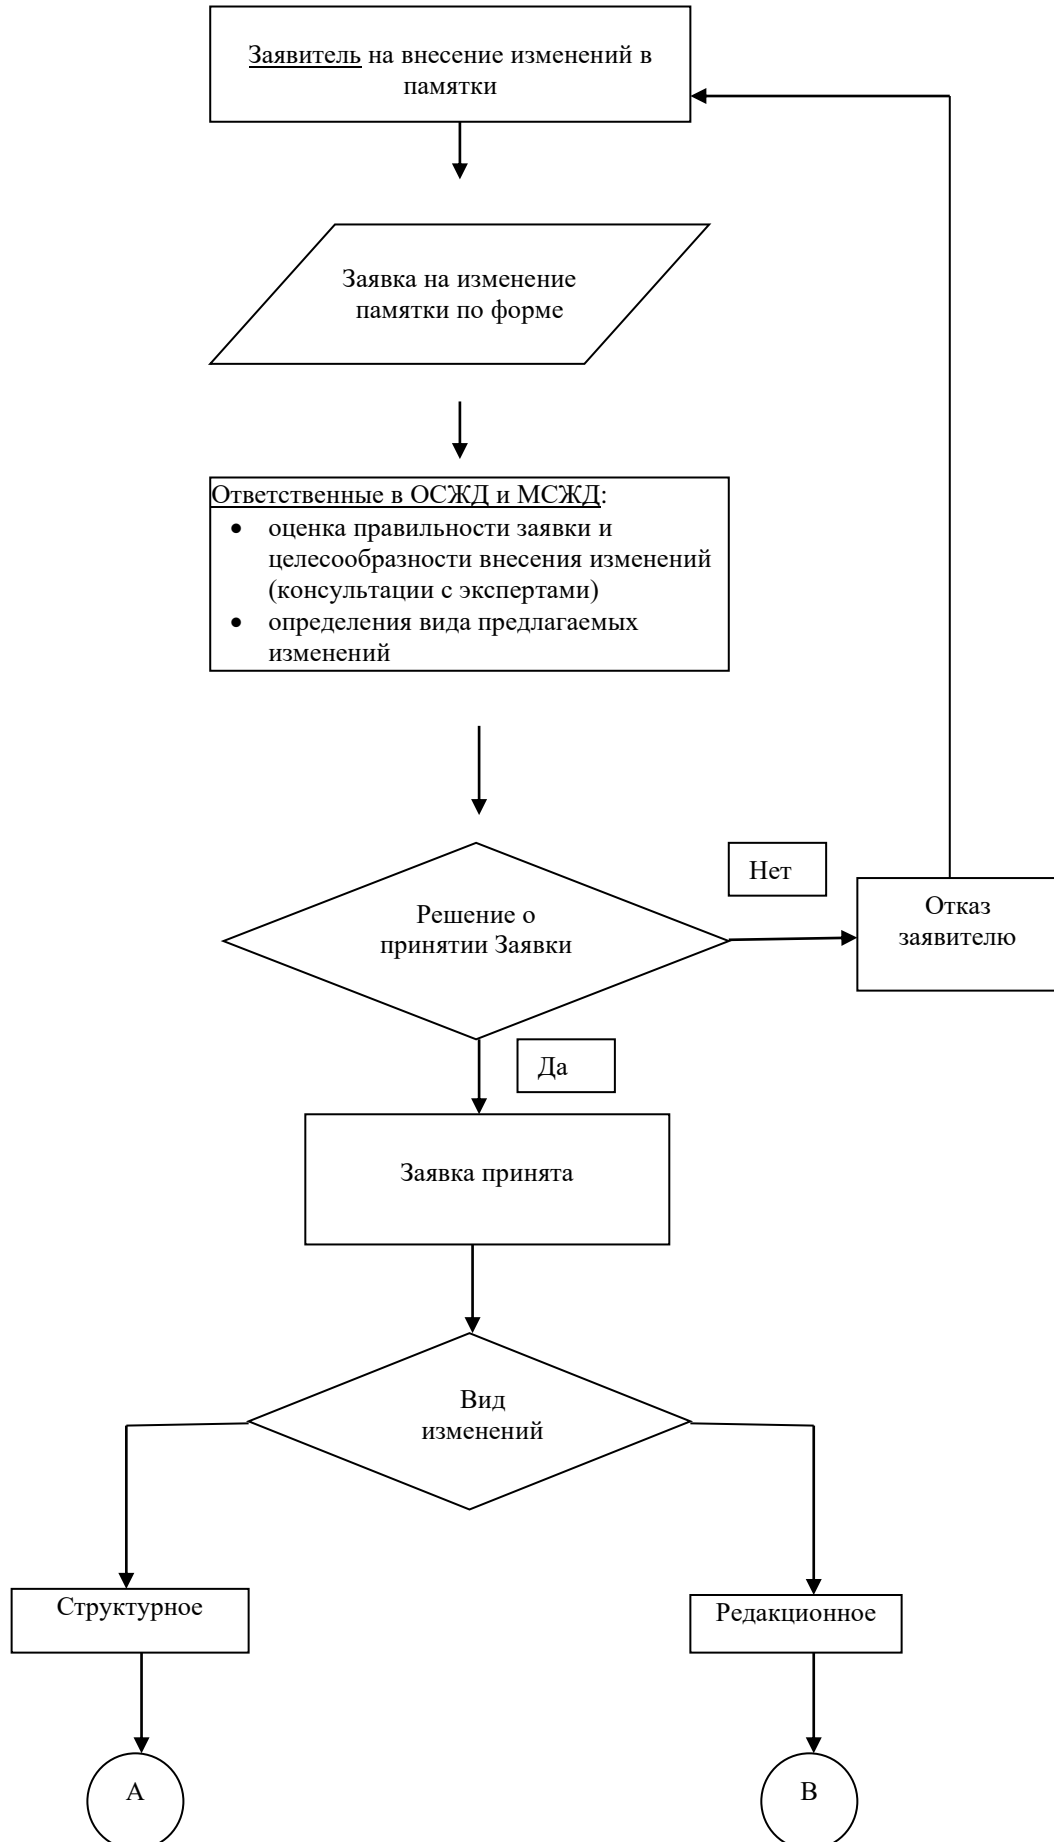 Заявитель на внесение изменений в
памятки
Заявка на изменение
памятки по форме
Ответственные в ОСЖД и МСЖД:
• оценка правильности заявки и
целесообразности внесения изменений
(консультации с экспертами)
• определения вида предлагаемых
изменений
Нет
Решение о
принятии Заявки
Отказ
заявителю
Да
Заявка принята
Вид
изменений
Структурное
Редакционное
А
В